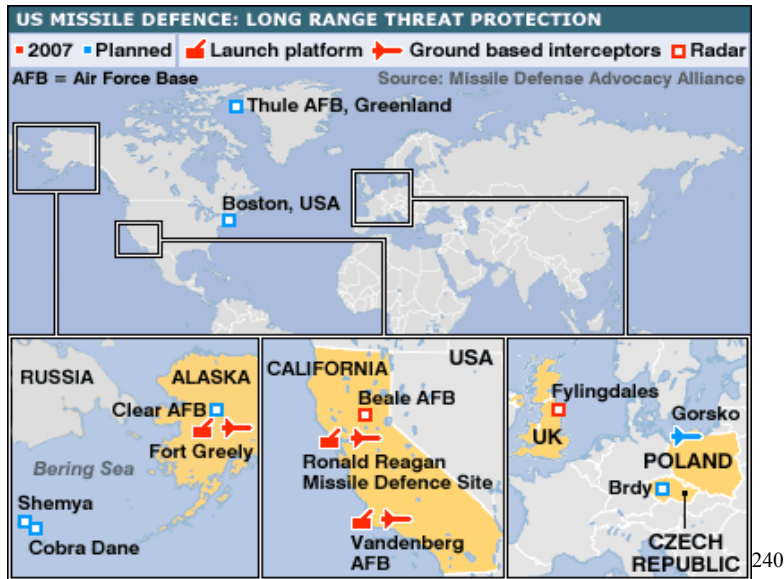 US MISSILE DEFENCE: LONG RANGE THREAT PROTECTION
2007 Planned Launch platform Ground based interceptors Radar
AFB = Air Force Base
Source: Missile Defense Advocacy Alliance
Thule AFB, Greenland
Boston, USA
RUSSIA
ALASKA
Clear AFB
Fort Greely
Bering Sea
Shemya
Cobra Dane
CALIFORNIA
USA
Beale AFB
Ronald Reagan
Missile Defence Site
Vandenberg
AFB
Fylingdales
UK
Gorsko
POLAND
Brdy
CZECH
REPUBLIC
240